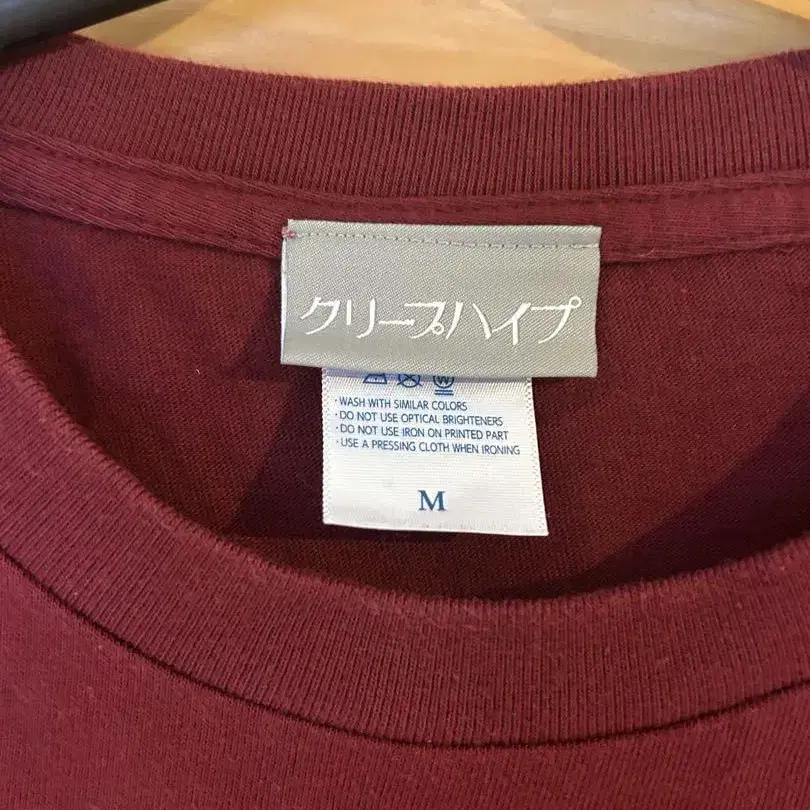 クリープハイプ
W
·WASH WITH SIMILAR COLORS
·DO NOT USE OPTICAL BRIGHTENERS
·DO NOT USE IRON ON PRINTED PART
·USE A PRESSING CLOTH WHEN IRONING
M